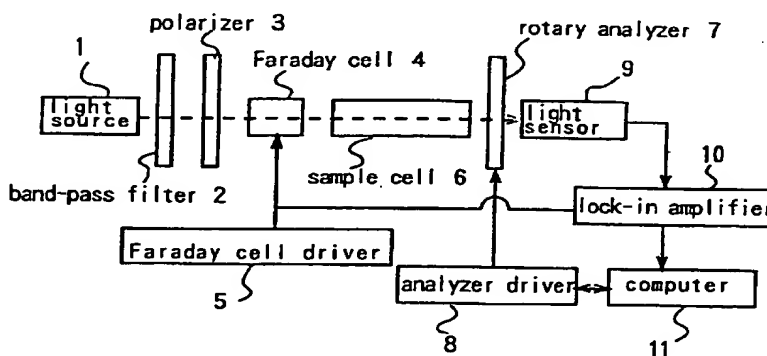 polarizer 3
rotary analyzer 7
1
Faraday cell 4
9
light
source
light
sensor
10
band-pass filter 2
sample cell 6
lock-in amplifier
Faraday cell driver
analyzer driver
computer
5
8
11